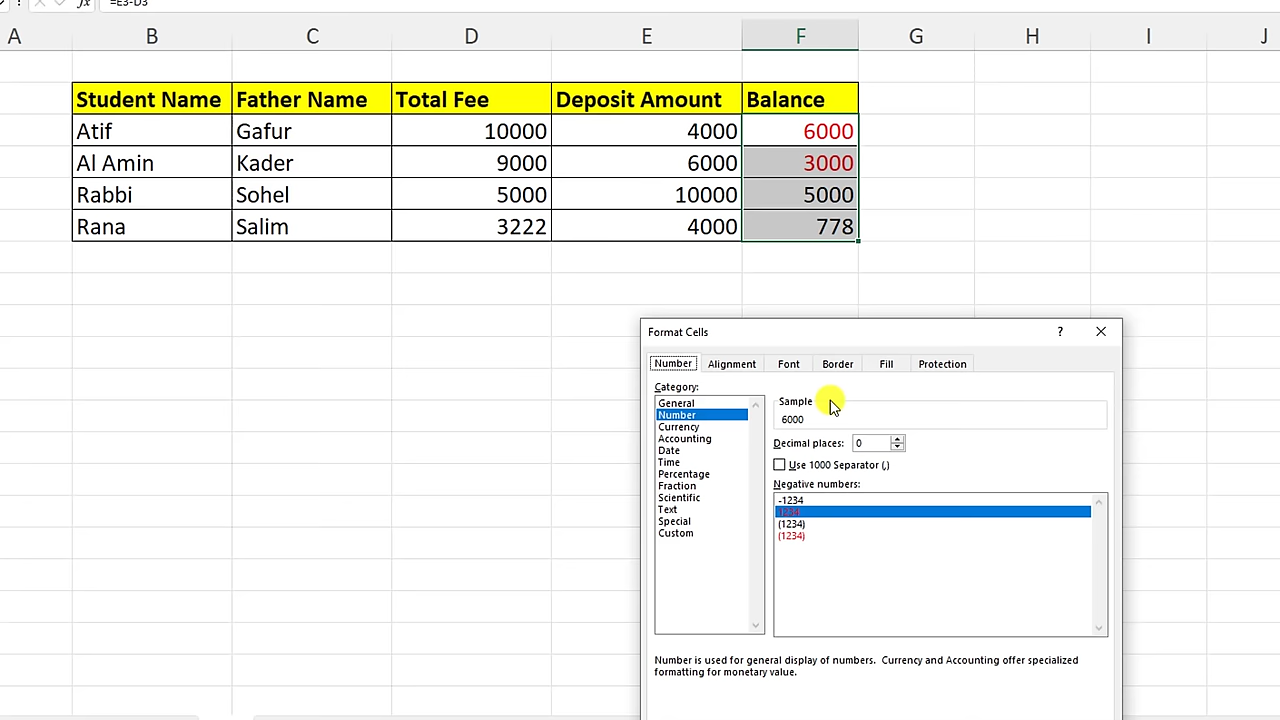 =E3-D3
A B C D E F G H I J
Student Name Father Name Total Fee Deposit Amount Balance
Atif Gafur 10000 4000 6000
Al Amin Kader 9000 6000 3000
Rabbi Sohel 5000 10000 5000
Rana Salim 3222 4000 778
Format Cells ?
Number Alignment Font Border Fill Protection
Category:
General
Number
Currency
Accounting
Date
Time
Percentage
Fraction
Scientific
Text
Special
Custom
Sample
6000
Decimal places: 0
Use 1000 Separator (,)
Negative numbers:
-1234
1234
(1234)
(1234)
Number is used for general display of numbers. Currency and Accounting offer specialized
formatting for monetary value.